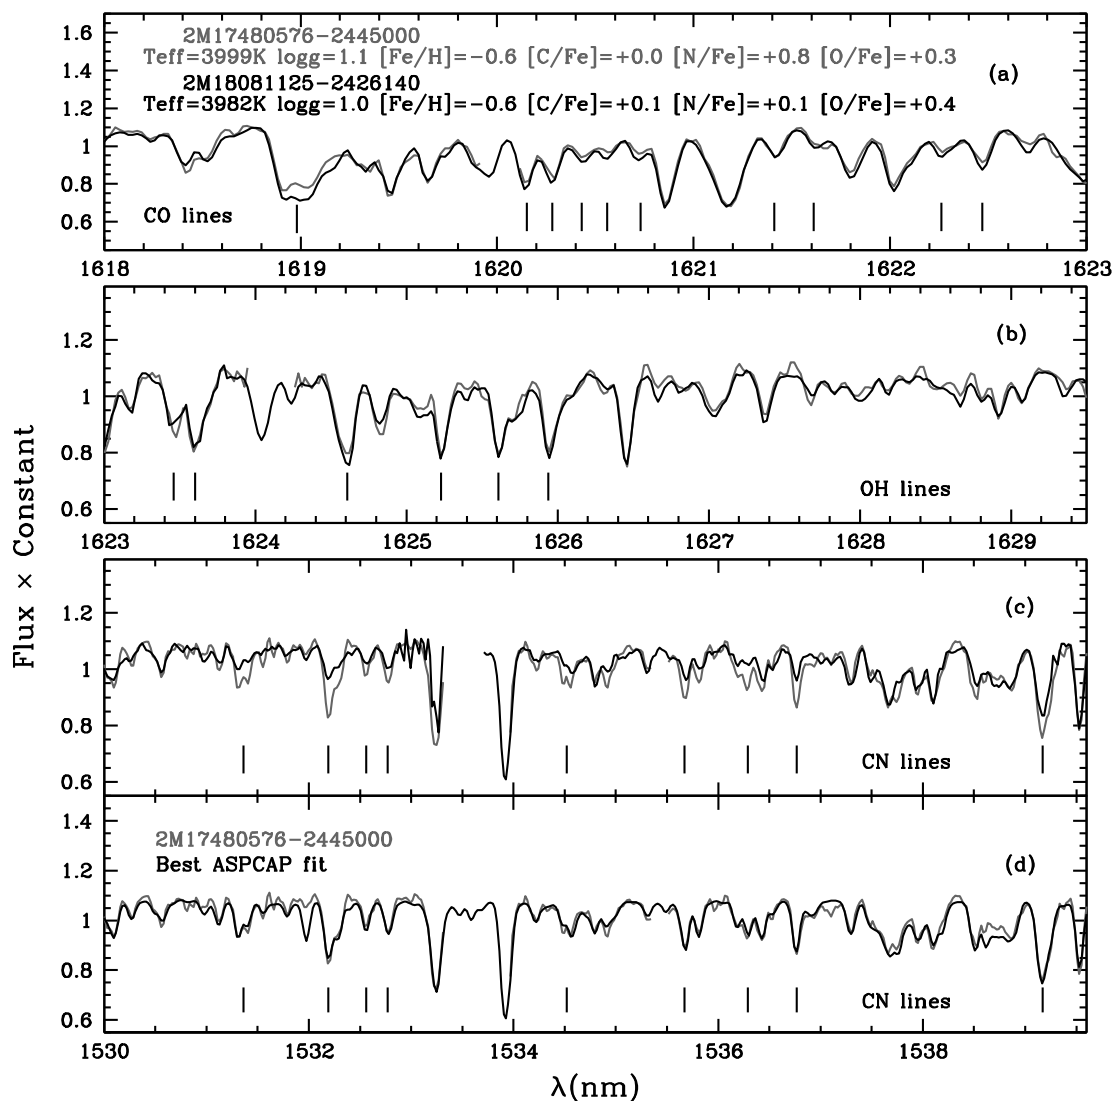 2M17480576−2445000
Teff=3999K logg=1.1 [Fe/H]=−0.6 [C/Fe]=+0.0 [N/Fe]=+0.8 [O/Fe]=+0.3
2M18081125−2426140
Teff=3982K logg=1.0 [Fe/H]=−0.6 [C/Fe]=+0.1 [N/Fe]=+0.1 [O/Fe]=+0.4
(a)
1.6
1.4
1.2
1
0.8
0.6
CO lines
1618 1619 1620 1621 1622 1623
(b)
1.2
1
0.8
0.6
OH lines
1623 1624 1625 1626 1627 1628 1629
Flux × Constant
(c)
1.2
1
0.8
0.6
CN lines
2M17480576−2445000
Best ASPCAP fit
(d)
1.4
1.2
1
0.8
0.6
CN lines
1530 1532 1534 1536 1538
λ(nm)